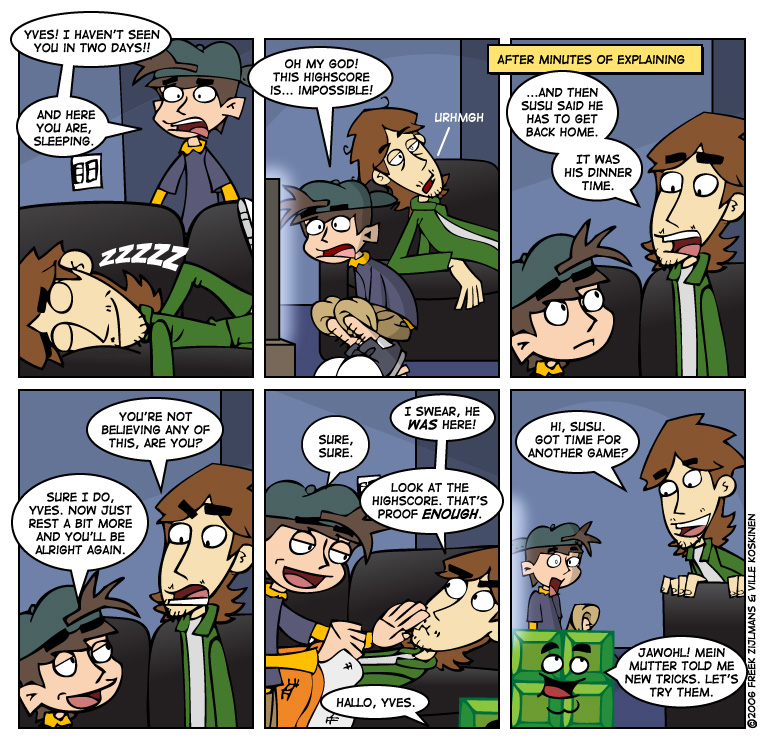 YVES! I HAVEN'T SEEN
YOU IN TWO DAYS!!
AND HERE
YOU ARE,
SLEEPING.
ZZZZZ
OH MY GOD!
THIS HIGHSCORE
IS... IMPOSSIBLE!
URHMGH
AFTER MINUTES OF EXPLAINING
...AND THEN
SUSU SAID HE
HAS TO GET
BACK HOME.
IT WAS
HIS DINNER
TIME.
YOU'RE NOT
BELIEVING ANY OF
THIS, ARE YOU?
SURE I DO,
YVES. NOW JUST
REST A BIT MORE
AND YOU'LL BE
ALRIGHT AGAIN.
I SWEAR, HE
WAS HERE!
SURE,
SURE.
LOOK AT THE
HIGHSCORE. THAT'S
PROOF ENOUGH.
HALLO, YVES.
HI, SUSU.
GOT TIME FOR
ANOTHER GAME?
JAWOHL! MEIN
MUTTER TOLD ME
NEW TRICKS. LET'S
TRY THEM.
©2006 FREEK ZIJLMANS & VILLE KOSKINEN